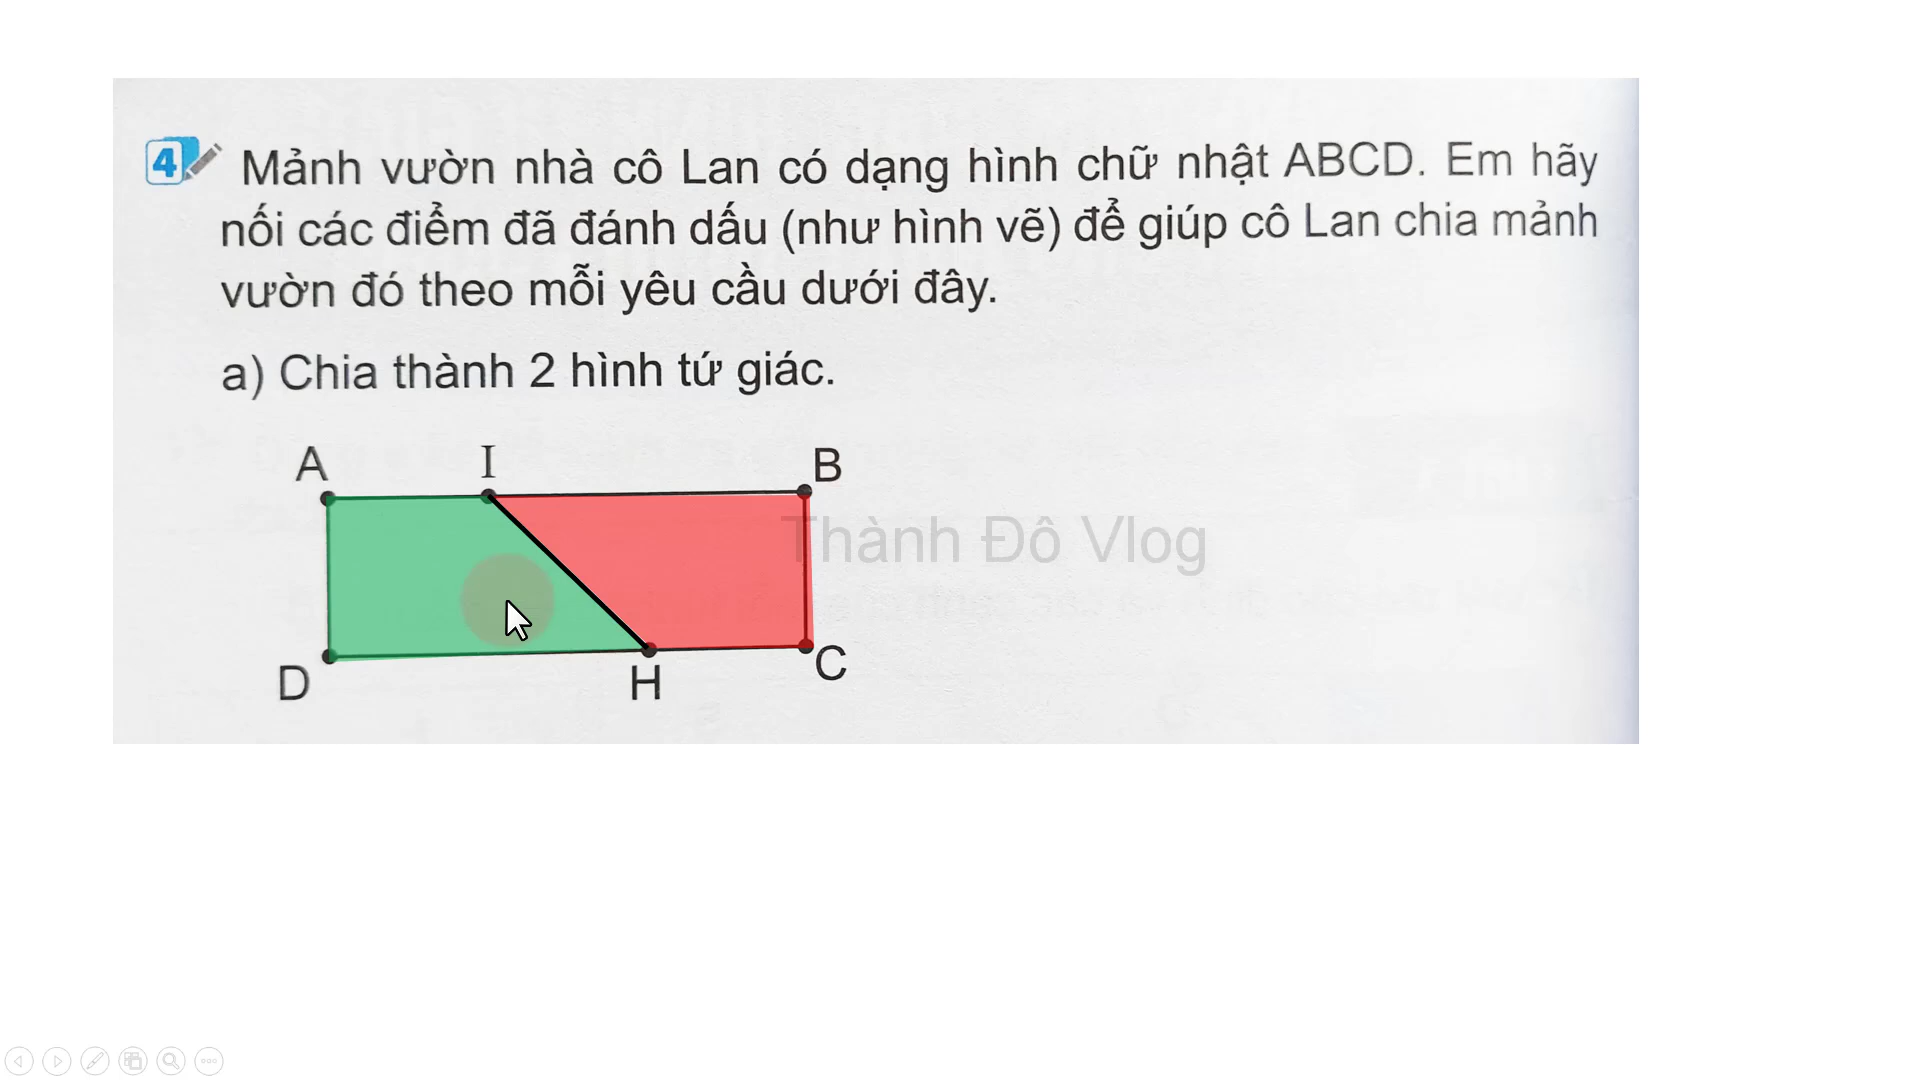 4 Mảnh vườn nhà cô Lan có dạng hình chữ nhật ABCD. Em hãy
nối các điểm đã đánh dấu (như hình vẽ) để giúp cô Lan chia mảnh
vườn đó theo mỗi yêu cầu dưới đây.
a) Chia thành 2 hình tứ giác.
A I B
Thành Đô Vlog
D H C